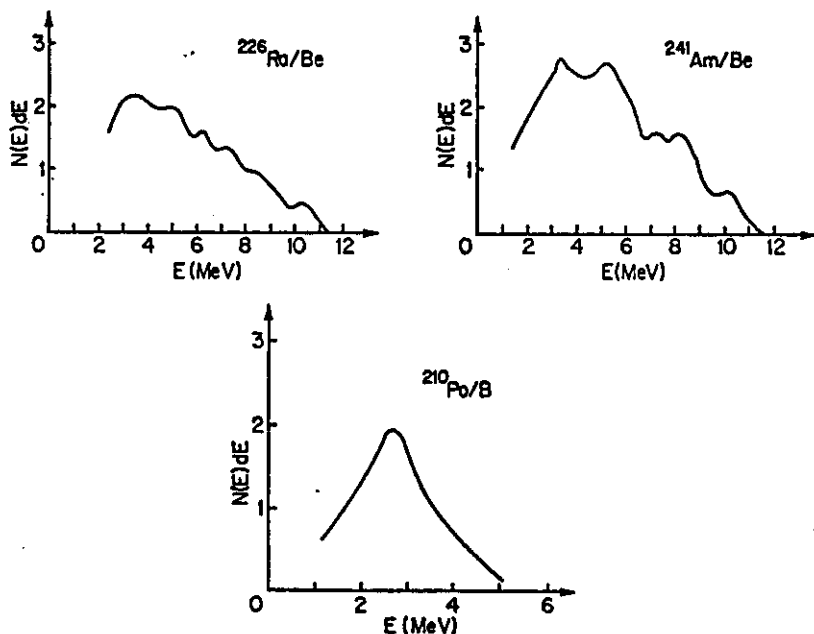 ²²⁶Ra/Be
N(E)dE
3
2
1
0 2 4 6 8 10 12
E (MeV)
²⁴¹Am/Be
N(E)dE
3
2
1
0 2 4 6 8 10 12
E (MeV)
²¹⁰Po/B
N(E)dE
3
2
1
0 2 4 6
E (MeV)